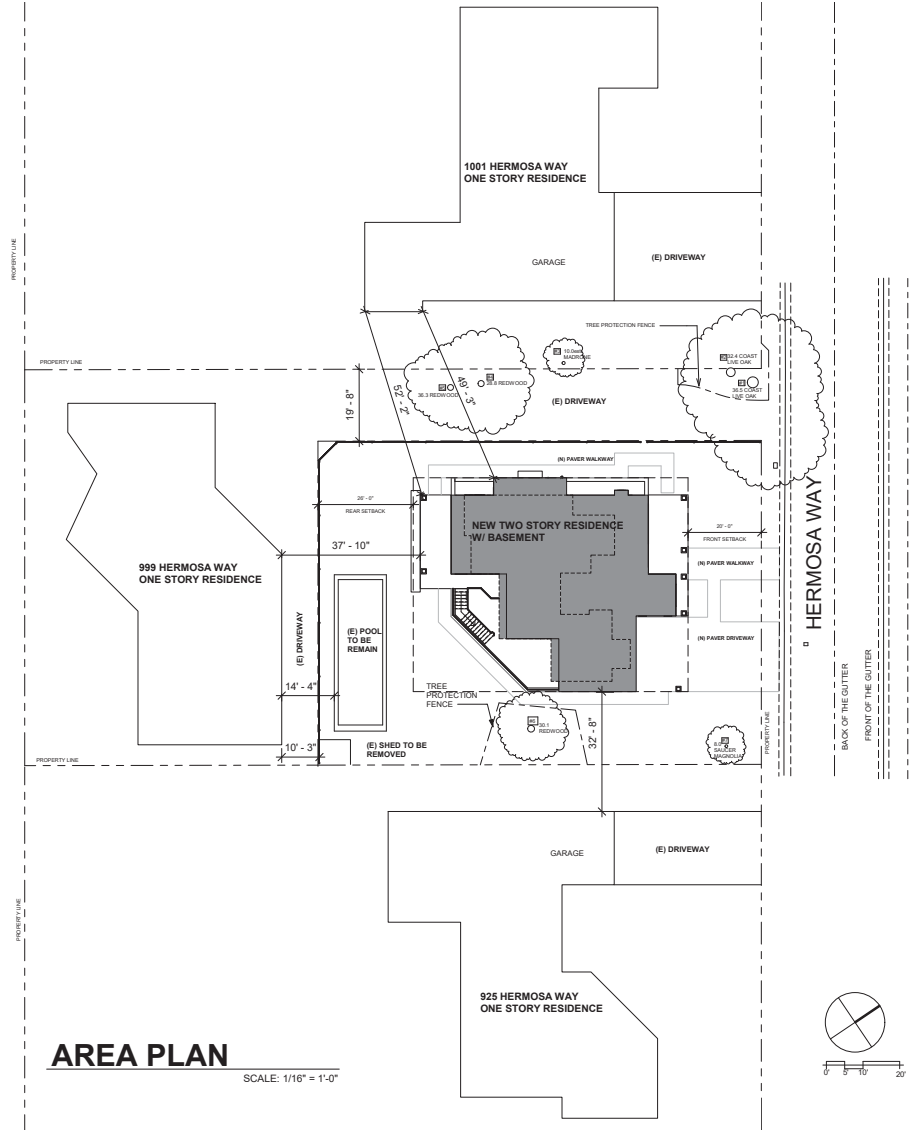 1001 HERMOSA WAY
ONE STORY RESIDENCE
PROPERTY LINE
GARAGE
(E) DRIVEWAY
TREE PROTECTION FENCE
PROPERTY LINE
10.0
MADRONE
32.4 COAST
LIVE OAK
36.5 COAST
LIVE OAK
28.8 REDWOOD
36.3 REDWOOD
52' - 2"
49' - 3"
19' - 8"
(E) DRIVEWAY
(N) PAVER WALKWAY
26' - 0"
REAR SETBACK
37' - 10"
NEW TWO STORY RESIDENCE
W/ BASEMENT
20' - 0"
FRONT SETBACK
(N) PAVER WALKWAY
999 HERMOSA WAY
ONE STORY RESIDENCE
HERMOSA WAY
(E) DRIVEWAY
(E) POOL
TO BE
REMAIN
(N) PAVER DRIVEWAY
14' - 4"
TREE
PROTECTION
FENCE
BACK OF THE GUTTER
FRONT OF THE GUTTER
30.1
REDWOOD
32' - 8"
PROPERTY LINE
SAUCER
MAGNOLIA
10' - 3"
(E) SHED TO BE
REMOVED
PROPERTY LINE
GARAGE
(E) DRIVEWAY
PROPERTY LINE
925 HERMOSA WAY
ONE STORY RESIDENCE
AREA PLAN
SCALE: 1/16" = 1'-0"
0' 5' 10' 20'